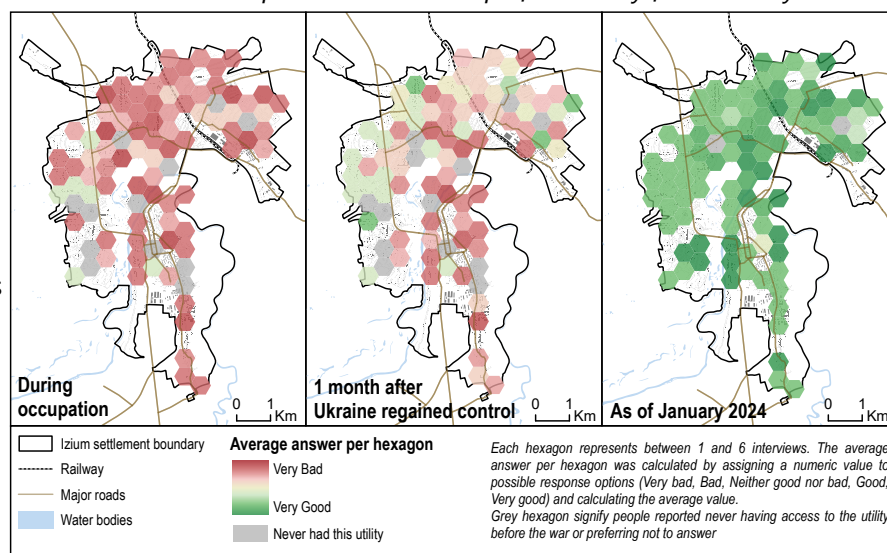 During
occupation
0 1
Km
1 month after
Ukraine regained control
0 1
Km
As of January 2024
0 1
Km
Izium settlement boundary
Railway
Major roads
Water bodies
Average answer per hexagon
Very Bad
Very Good
Never had this utility
Each hexagon represents between 1 and 6 interviews. The average
answer per hexagon was calculated by assigning a numeric value to
possible response options (Very bad, Bad, Neither good nor bad, Good,
Very good) and calculating the average value.
Grey hexagon signify people reported never having access to the utility
before the war or preferring not to answer